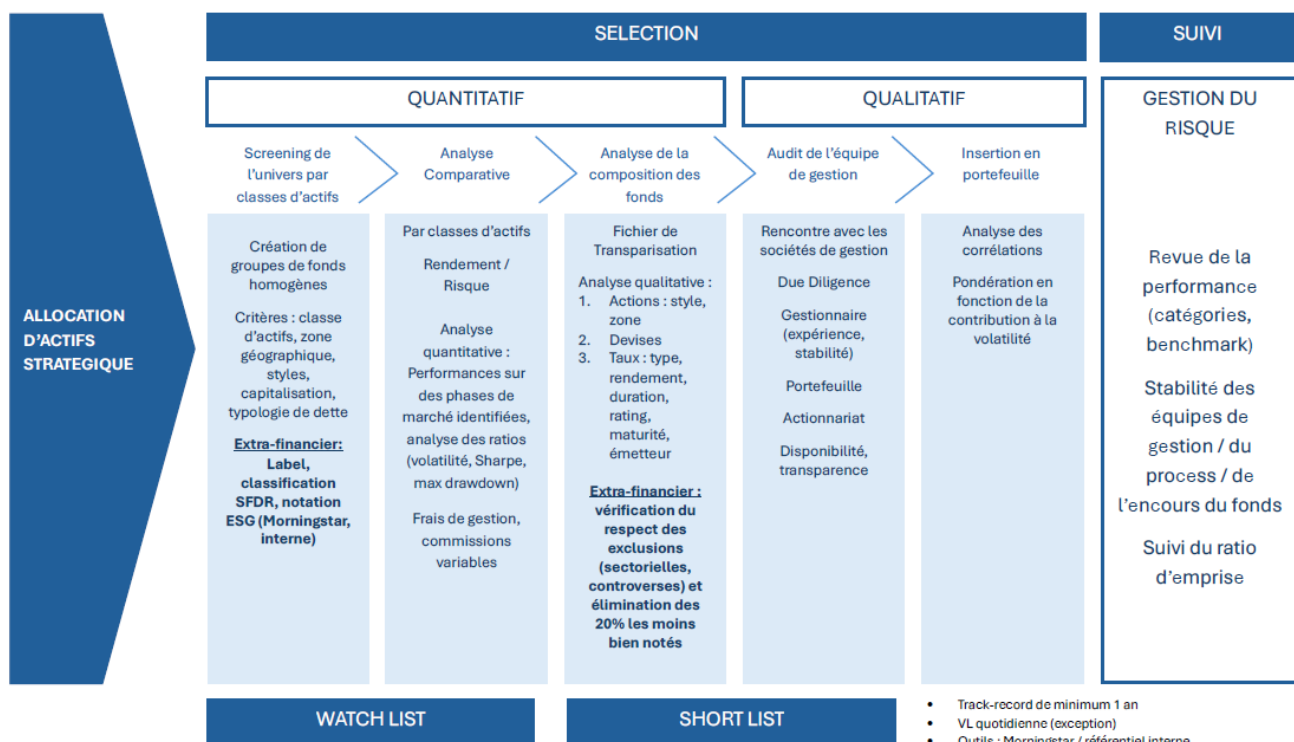 ALLOCATION
D'ACTIFS
STRATEGIQUE
SELECTION
SUIVI
QUANTITATIF
QUALITATIF
Screening de
l'univers par
classes d'actifs
Analyse
Comparative
Analyse de la
composition des
fonds
Audit de l'équipe
de gestion
Insertion en
portefeuille
Création de
groupes de fonds
homogènes
Critères : classe
d'actifs, zone
géographique,
styles,
capitalisation,
typologie de dette
Extra-financier:
Label,
classification
SFDR, notation
ESG (Morningstar,
interne)
Par classes d'actifs
Rendement /
Risque
Analyse
quantitative :
Performances sur
des phases de
marché identifiées,
analyse des ratios
(volatilité, Sharpe,
max drawdown)
Frais de gestion,
commissions
variables
Fichier de
Transparisation
Analyse qualitative :
1. Actions : style,
zone
2. Devises
3. Taux : type,
rendement,
duration,
rating,
maturité,
émetteur
Extra-financier :
vérification du
respect des
exclusions
(sectorielles,
controverses) et
élimination des
20% les moins
bien notés
Rencontre avec les
sociétés de gestion
Due Diligence
Gestionnaire
(expérience,
stabilité)
Portefeuille
Actionnariat
Disponibilité,
transparence
Analyse des
corrélations
Pondération en
fonction de la
contribution à la
volatilité
GESTION DU
RISQUE
Revue de la
performance
(catégories,
benchmark)
Stabilité des
équipes de
gestion / du
process / de
l'encours du fonds
Suivi du ratio
d'emprise
WATCH LIST
SHORT LIST
• Track-record de minimum 1 an
• VL quotidienne (exception)
• Outils : Morningstar / référentiel interne